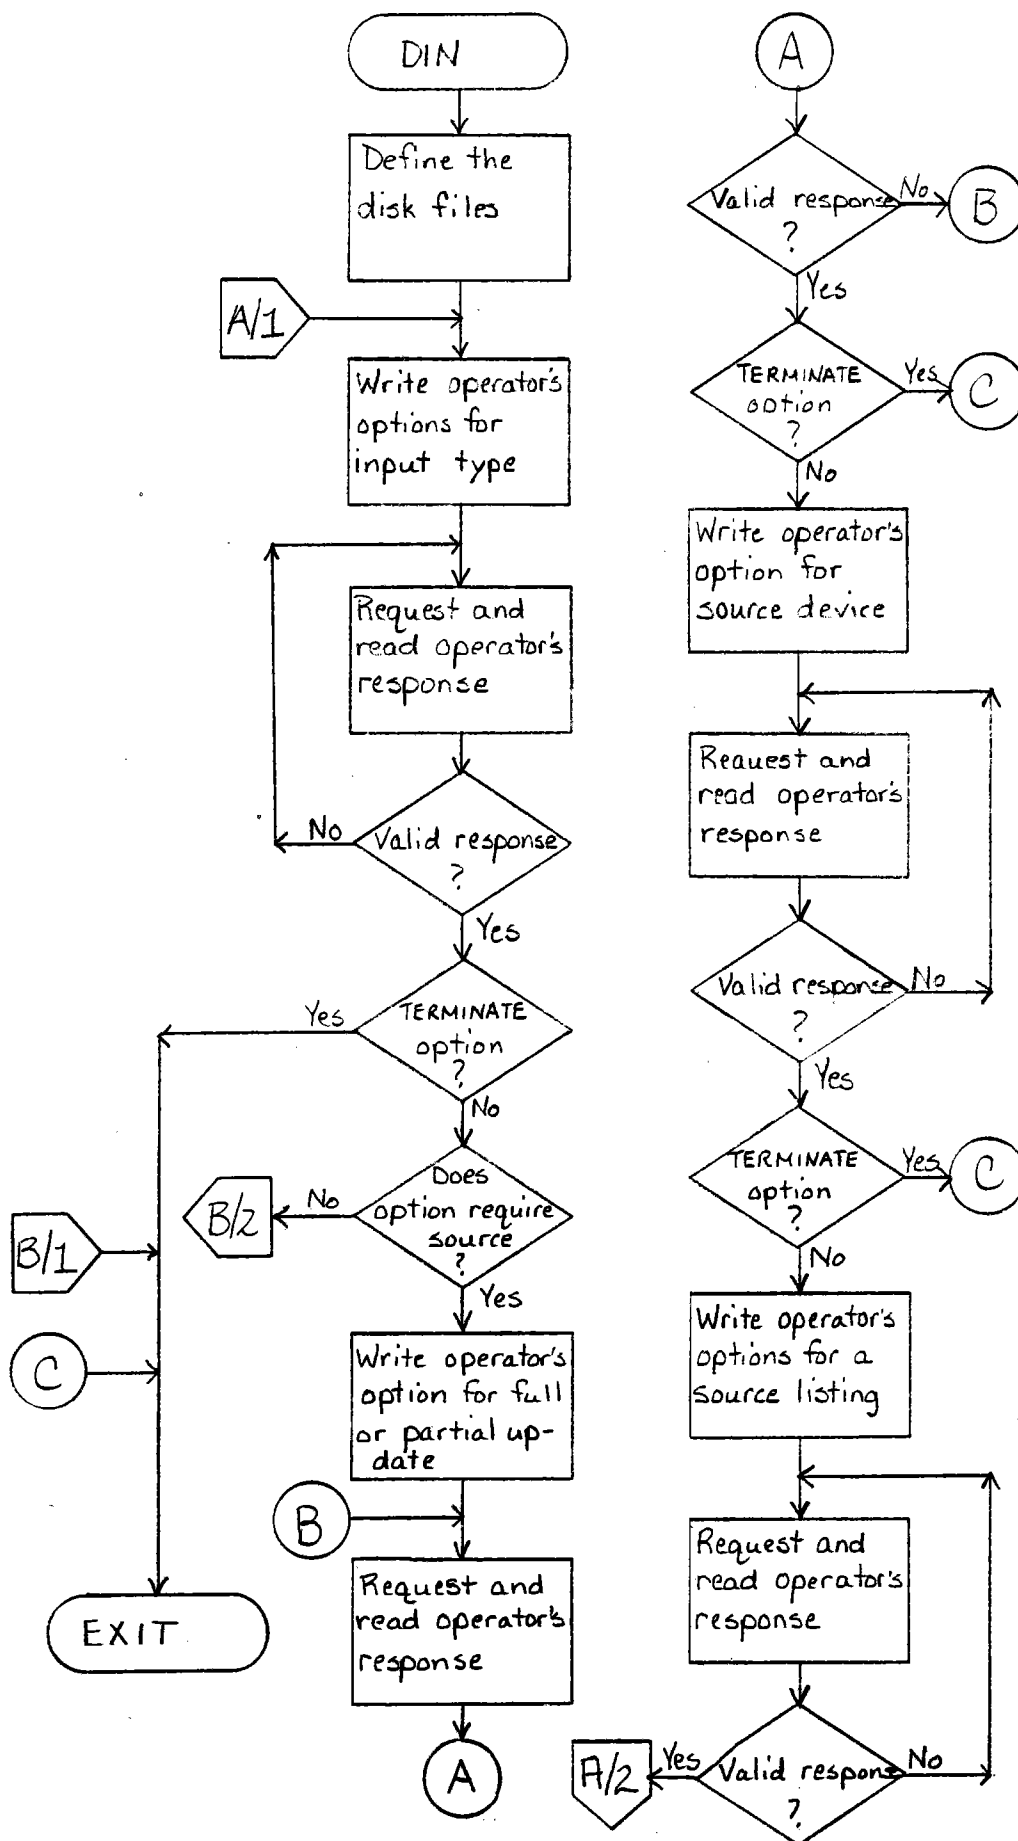 DIN
Define the
disk files
A/1
Write operator's
options for
input type
Request and
read operator's
response
No
Valid response
?
Yes
Yes
TERMINATE
option
?
No
Does
option require
source
?
No
B/2
B/1
Yes
C
Write operator's
option for full
or partial up-
date
B
Request and
read operator's
response
EXIT
A
A
Valid response
?
No
B
Yes
TERMINATE
option
?
Yes
C
No
Write operator's
option for
source device
Request and
read operator's
response
Valid response
?
No
Yes
TERMINATE
option
?
Yes
C
No
Write operator's
options for a
source listing
Request and
read operator's
response
A/2
Yes
Valid response
?
No